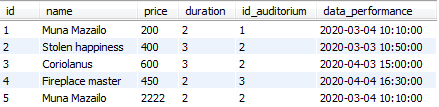 id name price duration id_auditorium data_performance
1 Muna Mazailo 200 2 1 2020-03-04 10:10:00
2 Stolen happiness 400 3 2 2020-03-03 10:50:00
3 Coriolanus 600 3 2 2020-04-03 15:00:00
4 Fireplace master 450 2 3 2020-04-04 16:30:00
5 Muna Mazailo 2222 2 2 2020-04-04 10:10:00